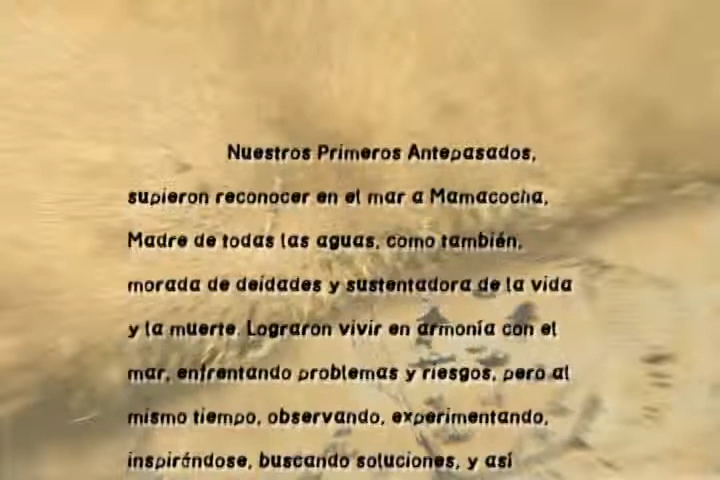 Nuestros Primeros Antepasados,
supieron reconocer en el mar a Mamacocha,
Madre de todas las aguas, como también,
morada de deidades y sustentadora de la vida
y la muerte. Lograron vivir en armonía con el
mar, enfrentando problemas y riesgos, pero al
mismo tiempo, observando, experimentando,
inspirándose, buscando soluciones, y así